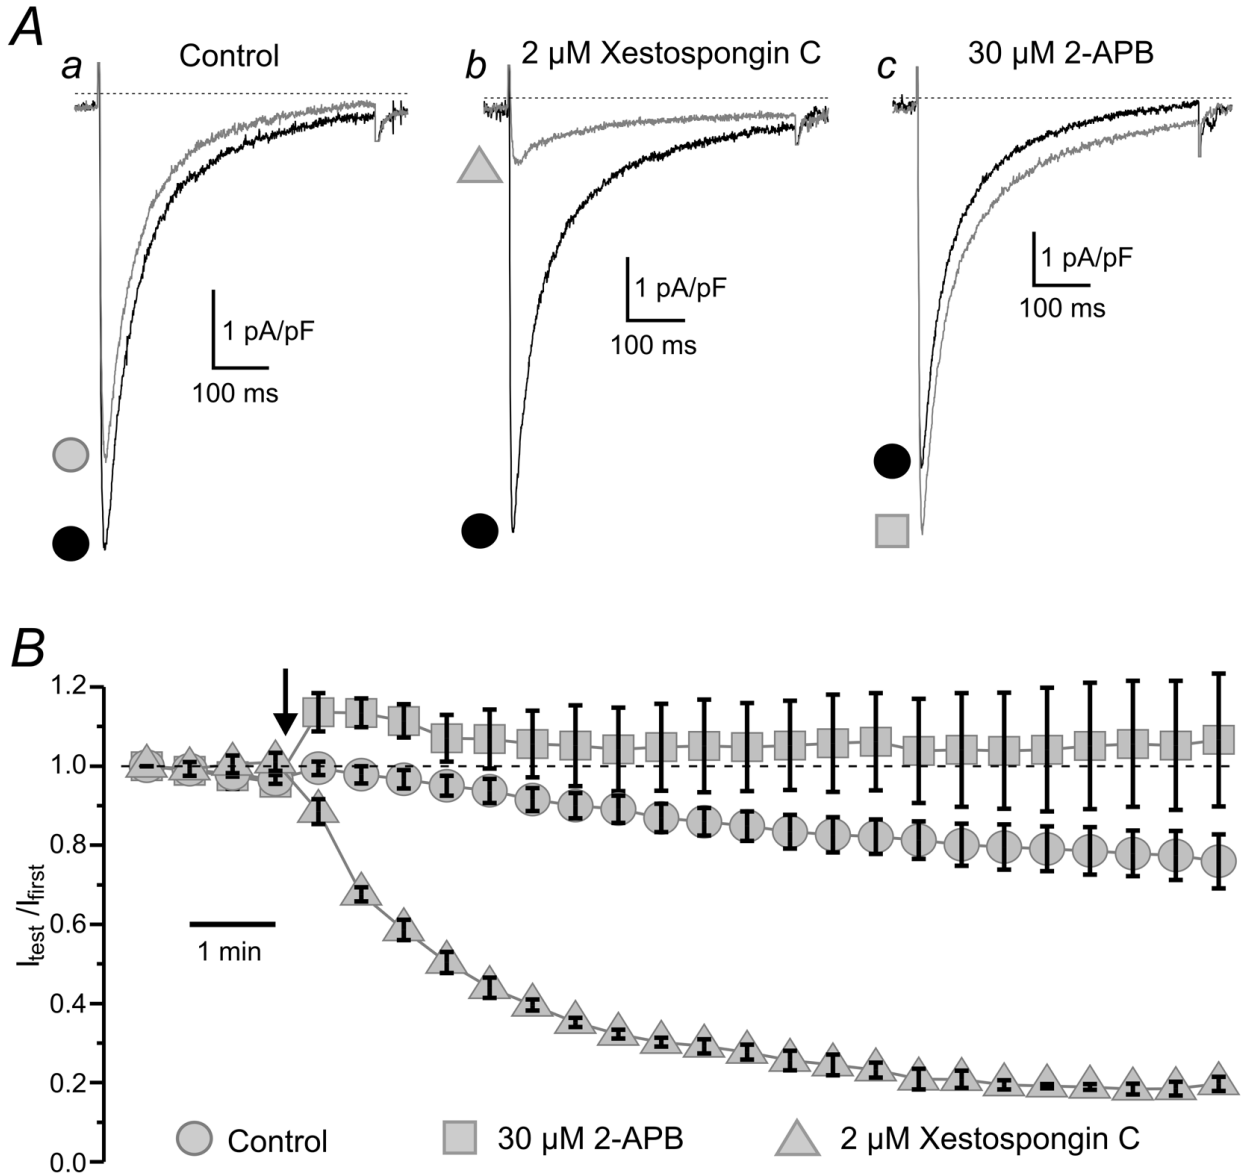 A
a Control
b 2 µM Xestospongin C
c 30 µM 2-APB
1 pA/pF
100 ms
1 pA/pF
100 ms
1 pA/pF
100 ms
B
1.2
1.0
0.8
0.6
0.4
0.2
0.0
Itest/Ifirst
1 min
Control
30 µM 2-APB
2 µM Xestospongin C